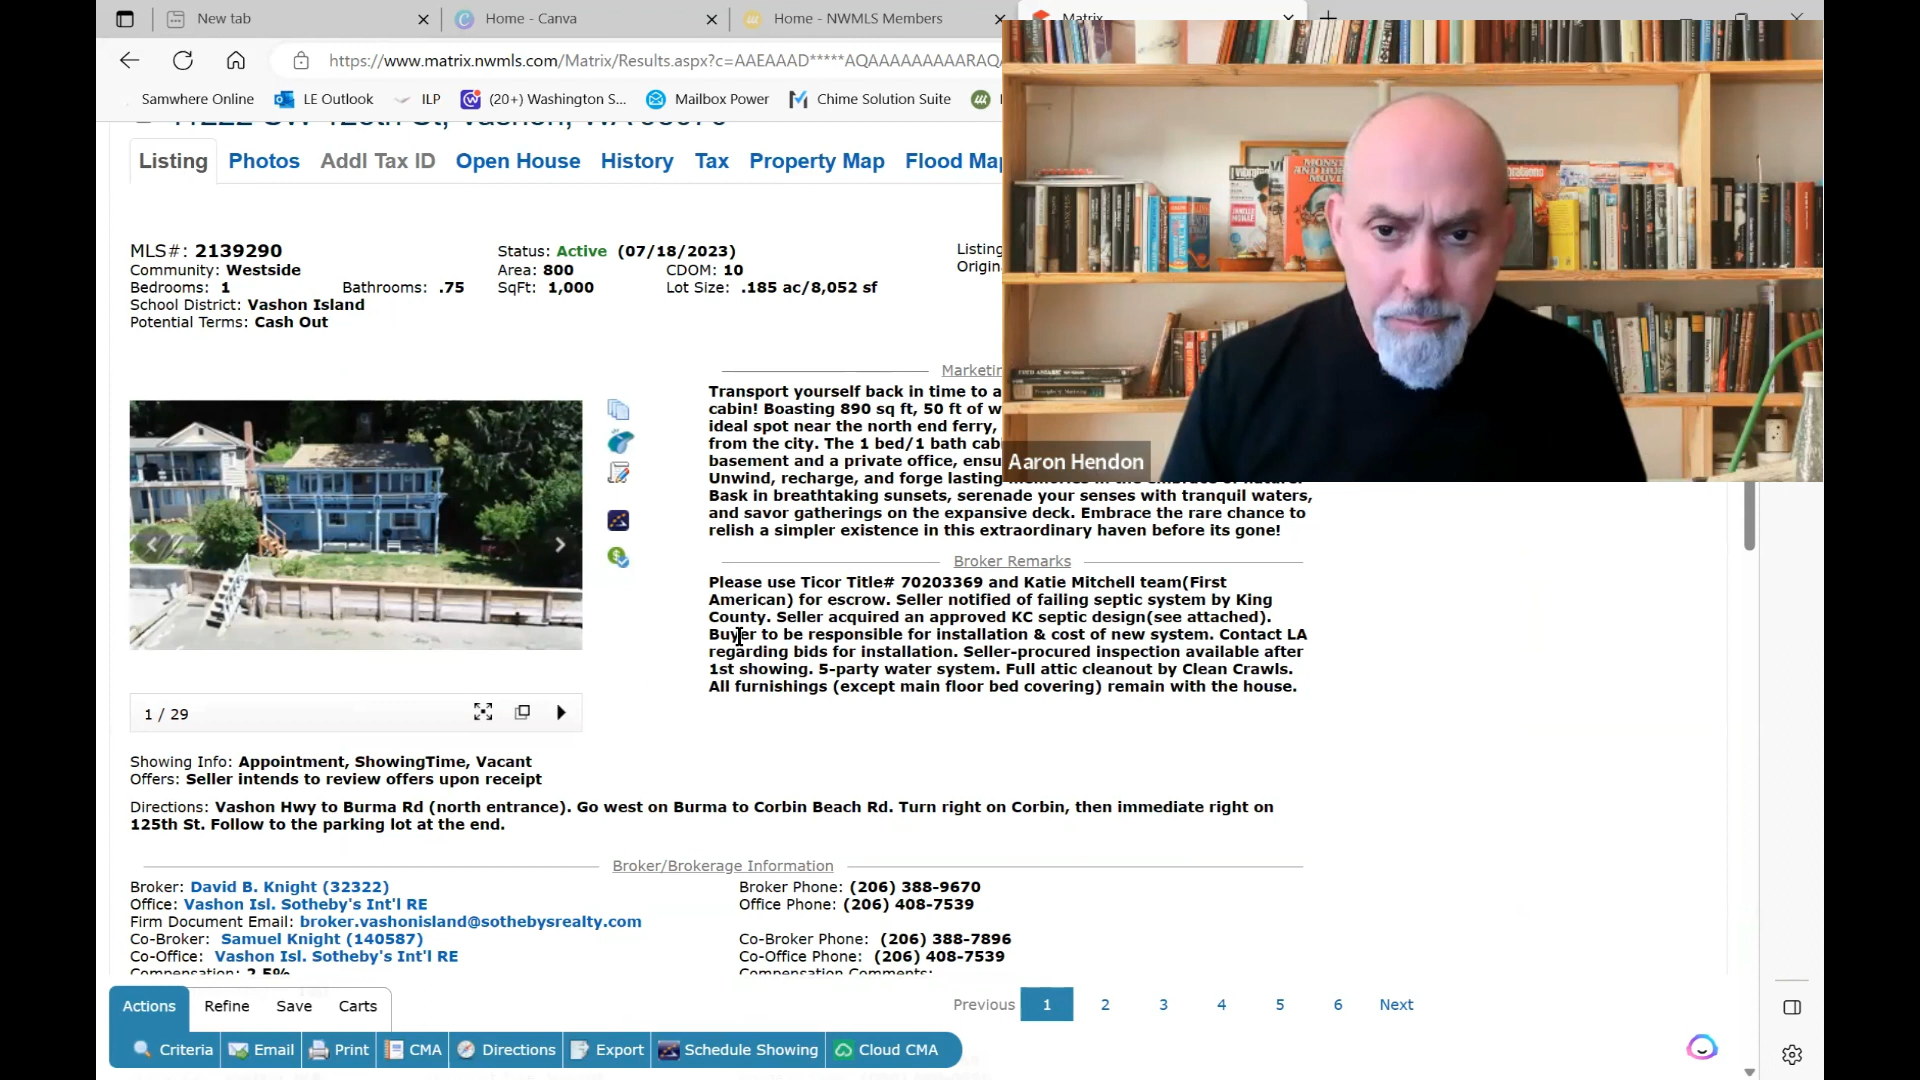 New tab
Home - Canva
Home - NWMLS Members
Matrix
https://www.matrix.nwmls.com/Matrix/Results.aspx?c=AAEAAAD*****AQAAAAAAAAARAQ
Samwhere Online
LE Outlook
ILP
(20+) Washington S...
Mailbox Power
Chime Solution Suite
Listing
Photos
Addl Tax ID
Open House
History
Tax
Property Map
Flood Map
MLS#: 2139290
Status: Active (07/18/2023)
Listing
Community: Westside
Area: 800
CDOM: 10
Origin
Bedrooms: 1
Bathrooms: .75
SqFt: 1,000
Lot Size: .185 ac/8,052 sf
School District: Vashon Island
Potential Terms: Cash Out
Transport yourself back in time to a
cabin! Boasting 890 sq ft, 50 ft of w
ideal spot near the north end ferry,
from the city. The 1 bed/1 bath cab
basement and a private office, ensu
Unwind, recharge, and forge lasting
Bask in breathtaking sunsets, serenade your senses with tranquil waters,
and savor gatherings on the expansive deck. Embrace the rare chance to
relish a simpler existence in this extraordinary haven before its gone!
Broker Remarks
Please use Ticor Title# 70203369 and Katie Mitchell team(First
American) for escrow. Seller notified of failing septic system by King
County. Seller acquired an approved KC septic design(see attached).
Buyer to be responsible for installation & cost of new system. Contact LA
regarding bids for installation. Seller-procured inspection available after
1st showing. 5-party water system. Full attic cleanout by Clean Crawls.
All furnishings (except main floor bed covering) remain with the house.
1 / 29
Showing Info: Appointment, ShowingTime, Vacant
Offers: Seller intends to review offers upon receipt
Directions: Vashon Hwy to Burma Rd (north entrance). Go west on Burma to Corbin Beach Rd. Turn right on Corbin, then immediate right on
125th St. Follow to the parking lot at the end.
Broker/Brokerage Information
Broker: David B. Knight (32322)
Broker Phone: (206) 388-9670
Office: Vashon Isl. Sotheby's Int'l RE
Office Phone: (206) 408-7539
Firm Document Email: broker.vashonisland@sothebysrealty.com
Co-Broker: Samuel Knight (140587)
Co-Broker Phone: (206) 388-7896
Co-Office: Vashon Isl. Sotheby's Int'l RE
Co-Office Phone: (206) 408-7539
Compensation: 2.5%
Compensation Comments:
Actions
Refine
Save
Carts
Previous 1 2 3 4 5 6 Next
Criteria
Email
Print
CMA
Directions
Export
Schedule Showing
Cloud CMA
Aaron Hendon